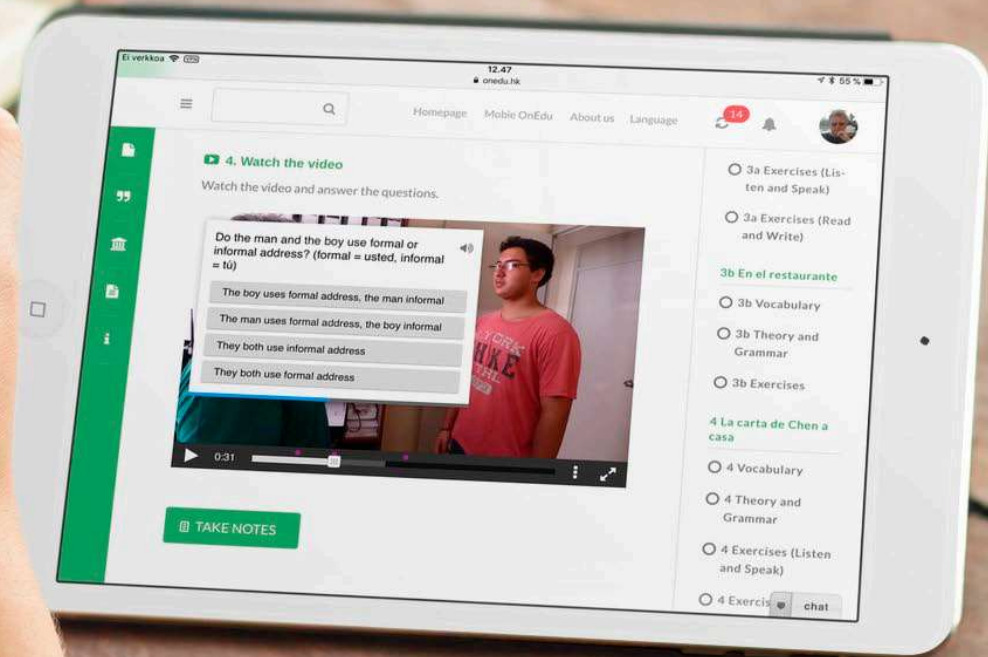 Ei verkkoa VPN
12.47
onedu.hk
55 %
Homepage Mobie OnEdu About us Language
14
4. Watch the video
Watch the video and answer the questions.
Do the man and the boy use formal or
informal address? (formal = usted, informal
= tú)
The boy uses formal address, the man informal
The man uses formal address, the boy informal
They both use informal address
They both use formal address
YORK
0:31
TAKE NOTES
3a Exercises (Lis-
ten and Speak)
3a Exercises (Read
and Write)
3b En el restaurante
3b Vocabulary
3b Theory and
Grammar
3b Exercises
4 La carta de Chen a
casa
4 Vocabulary
4 Theory and
Grammar
4 Exercises (Listen
and Speak)
4 Exercis
chat